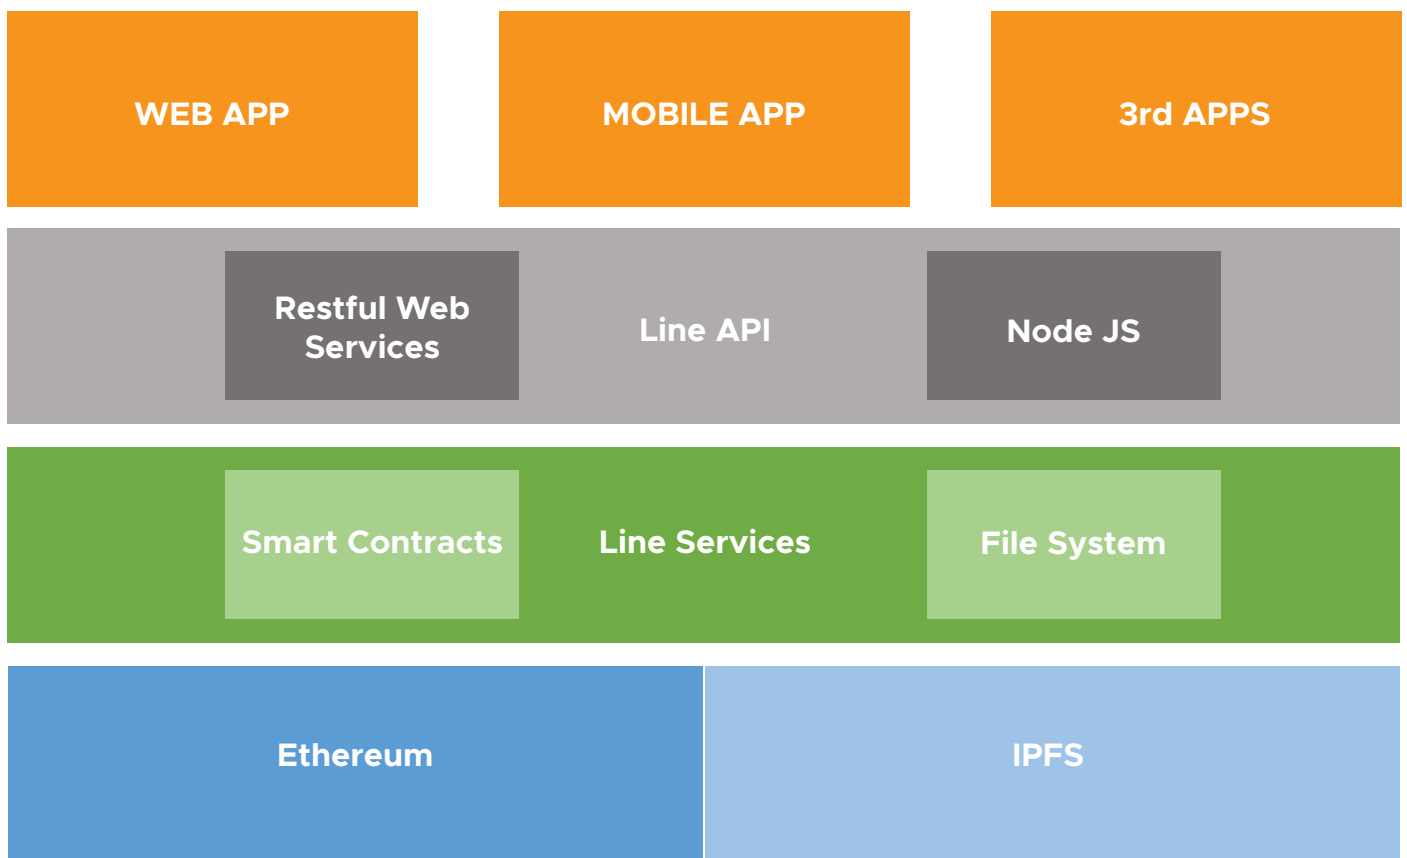 WEB APP
MOBILE APP
3rd APPS
Restful Web
Services
Line API
Node JS
Smart Contracts
Line Services
File System
Ethereum
IPFS